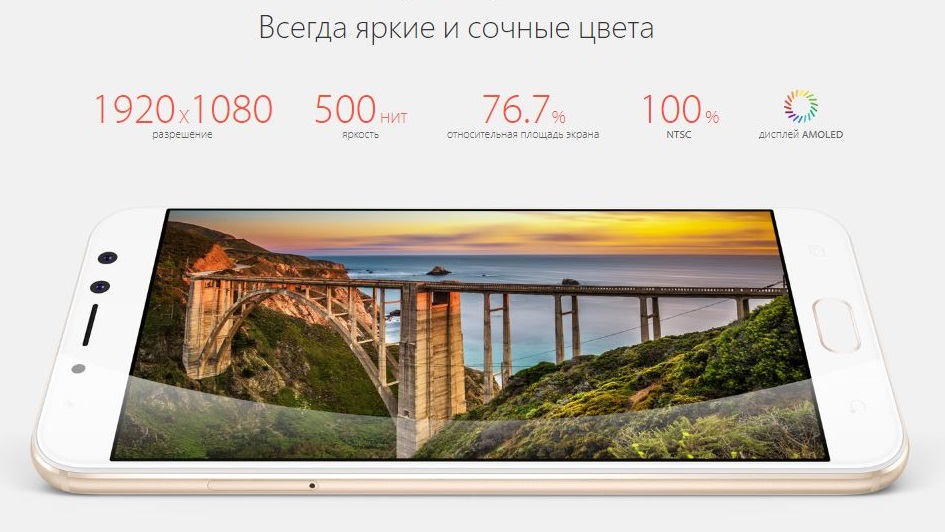 Всегда яркие и сочные цвета
1920x1080 500 нит 76.7% 100%
разрешение яркость относительная площадь экрана NTSC дисплей AMOLED